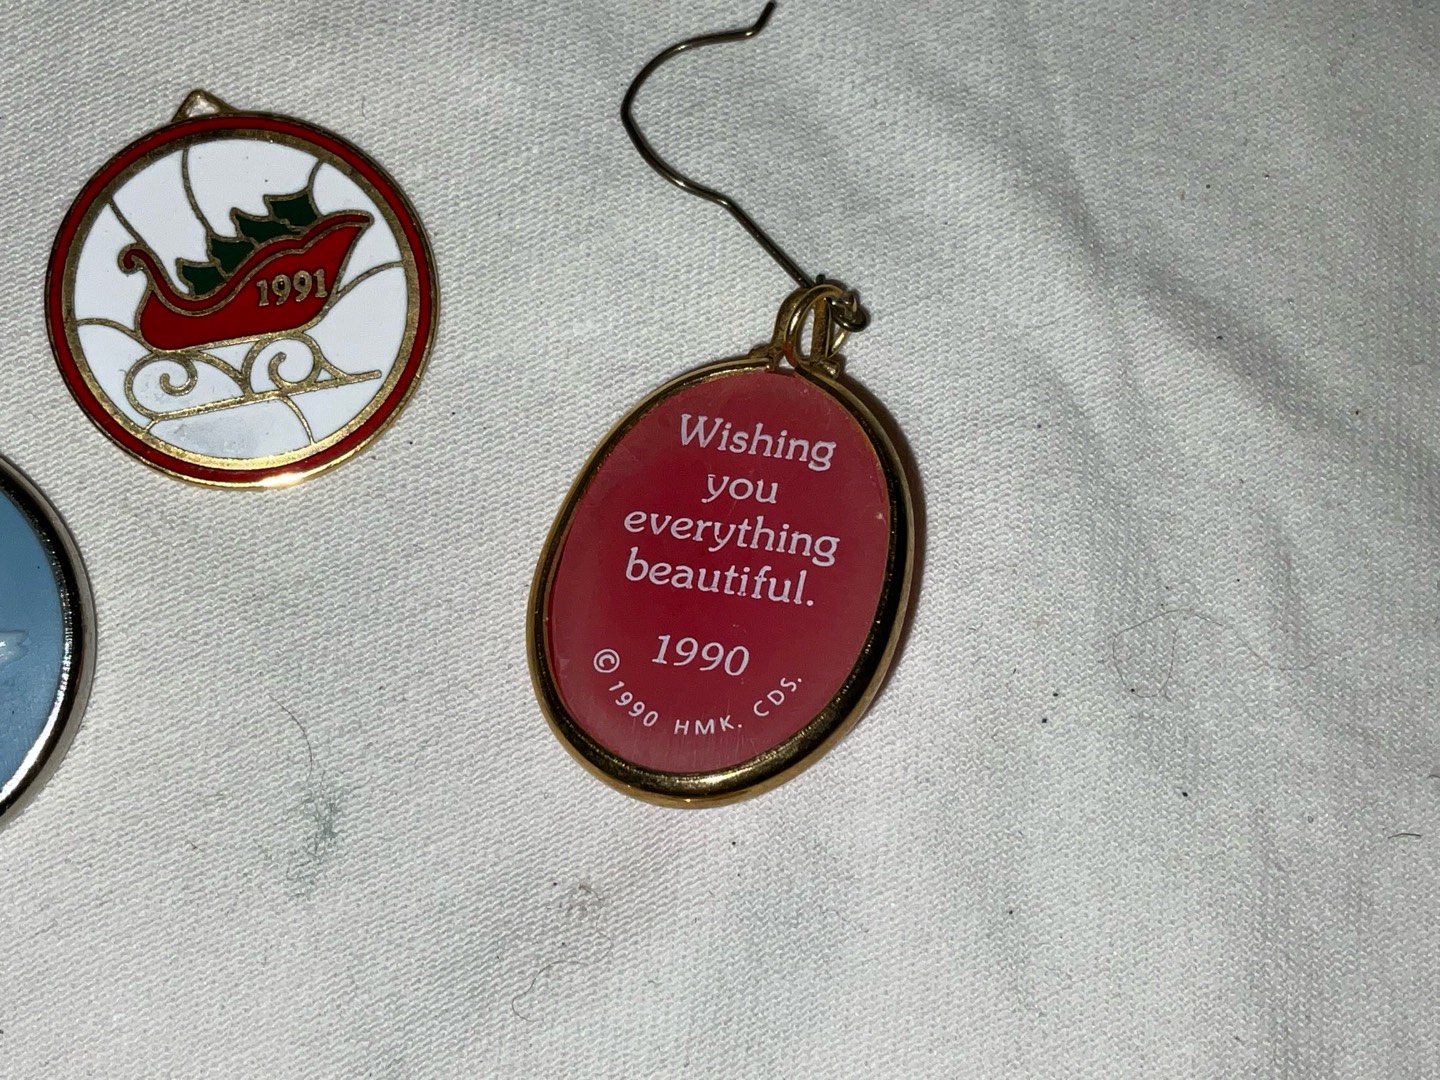 1991
Wishing
you
everything
beautiful.
1990
© 1990 HMK. CDS.